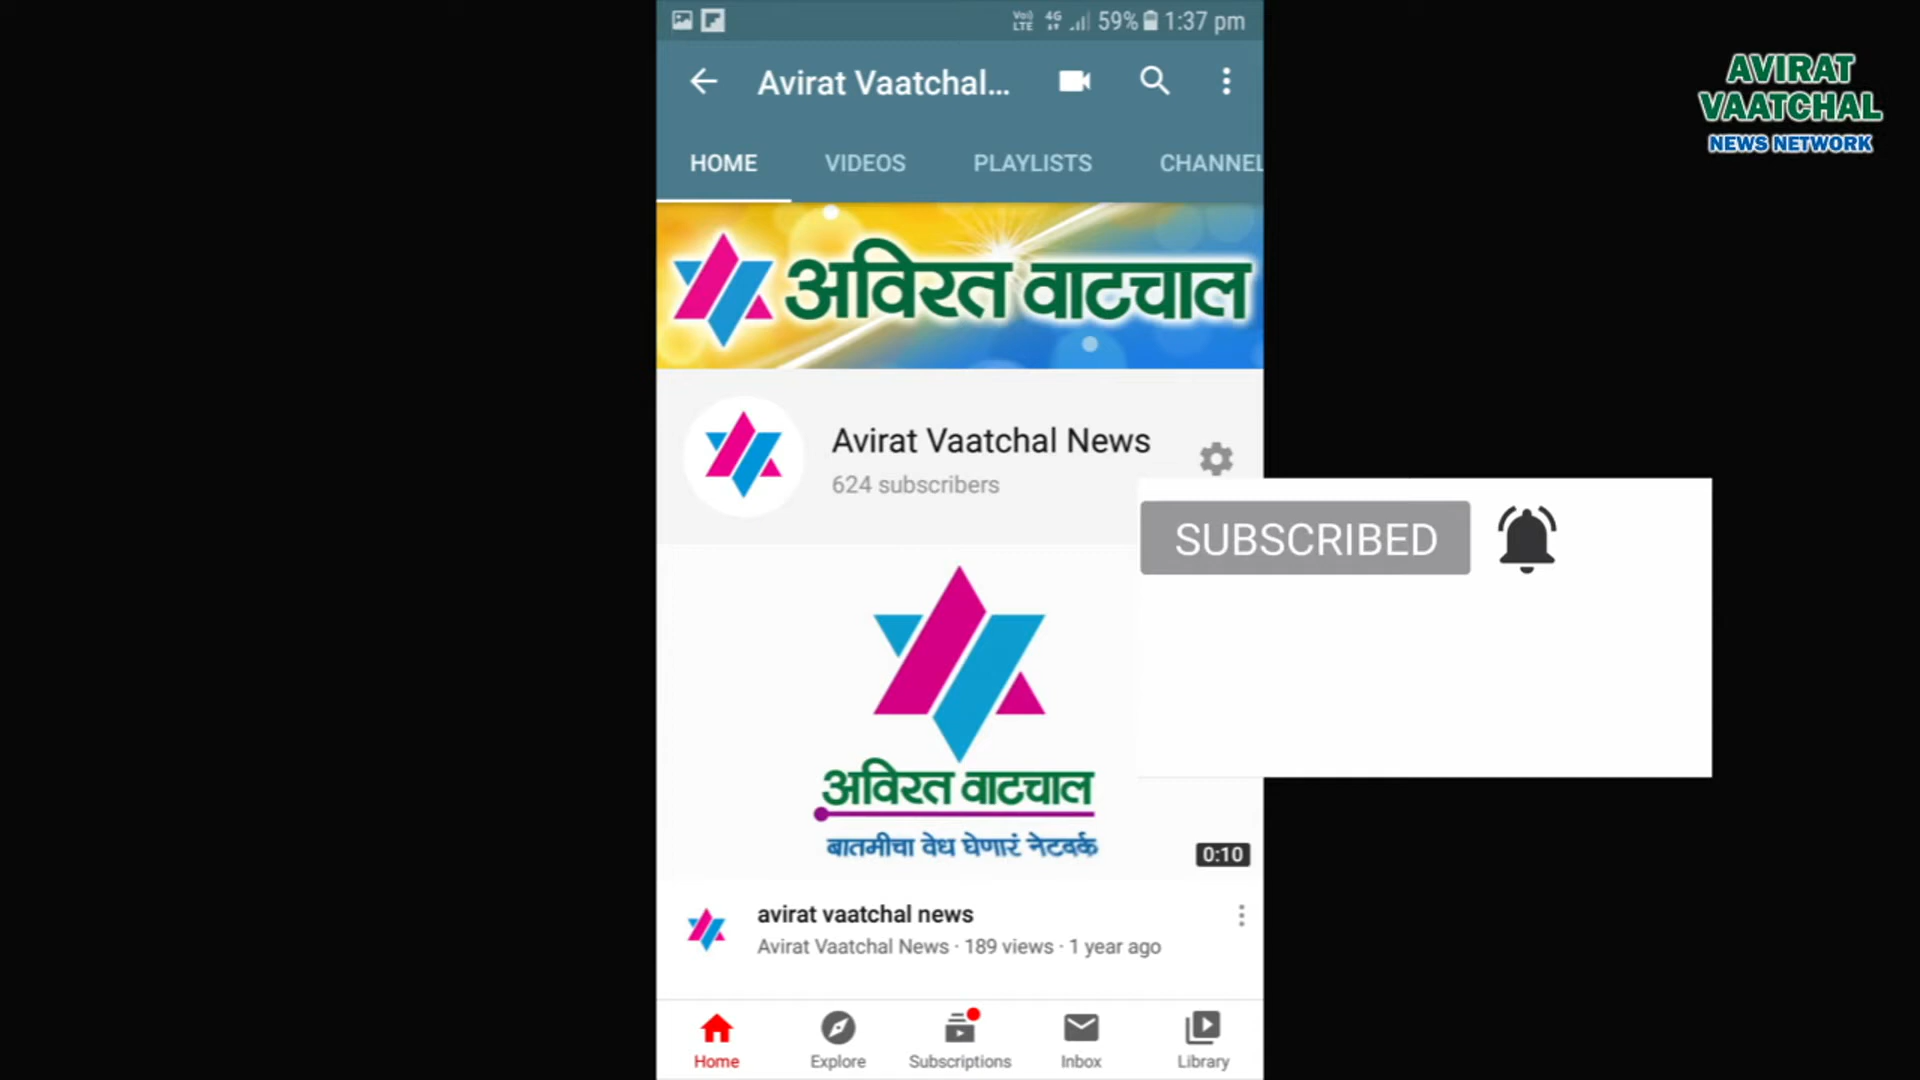 Vo) LTE 4G 59% 1:37 pm
AVIRAT
VAATCHAL
NEWS NETWORK
Avirat Vaatchal...
HOME VIDEOS PLAYLISTS CHANNEL
अविरत वाटचाल
Avirat Vaatchal News
624 subscribers
SUBSCRIBED
अविरत वाटचाल
बातमीचा वेध घेणारं नेटवर्क
0:10
avirat vaatchal news
Avirat Vaatchal News · 189 views · 1 year ago
Home Explore Subscriptions Inbox Library